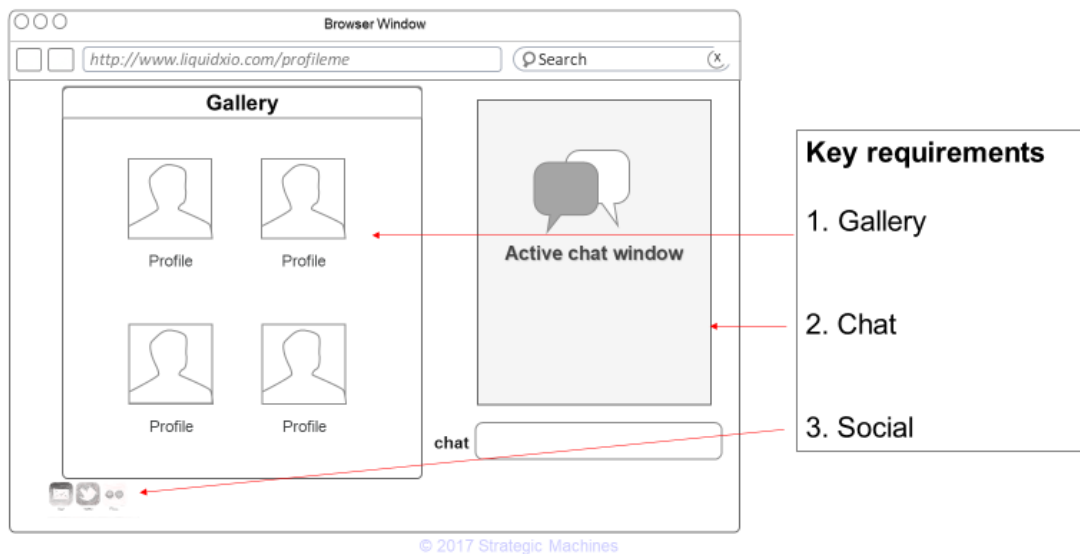 Browser Window
http://www.liquidxio.com/profileme
Search
x
Gallery
Profile
Profile
Profile
Profile
Active chat window
chat
Key requirements
1. Gallery
2. Chat
3. Social
© 2017 Strategic Machines